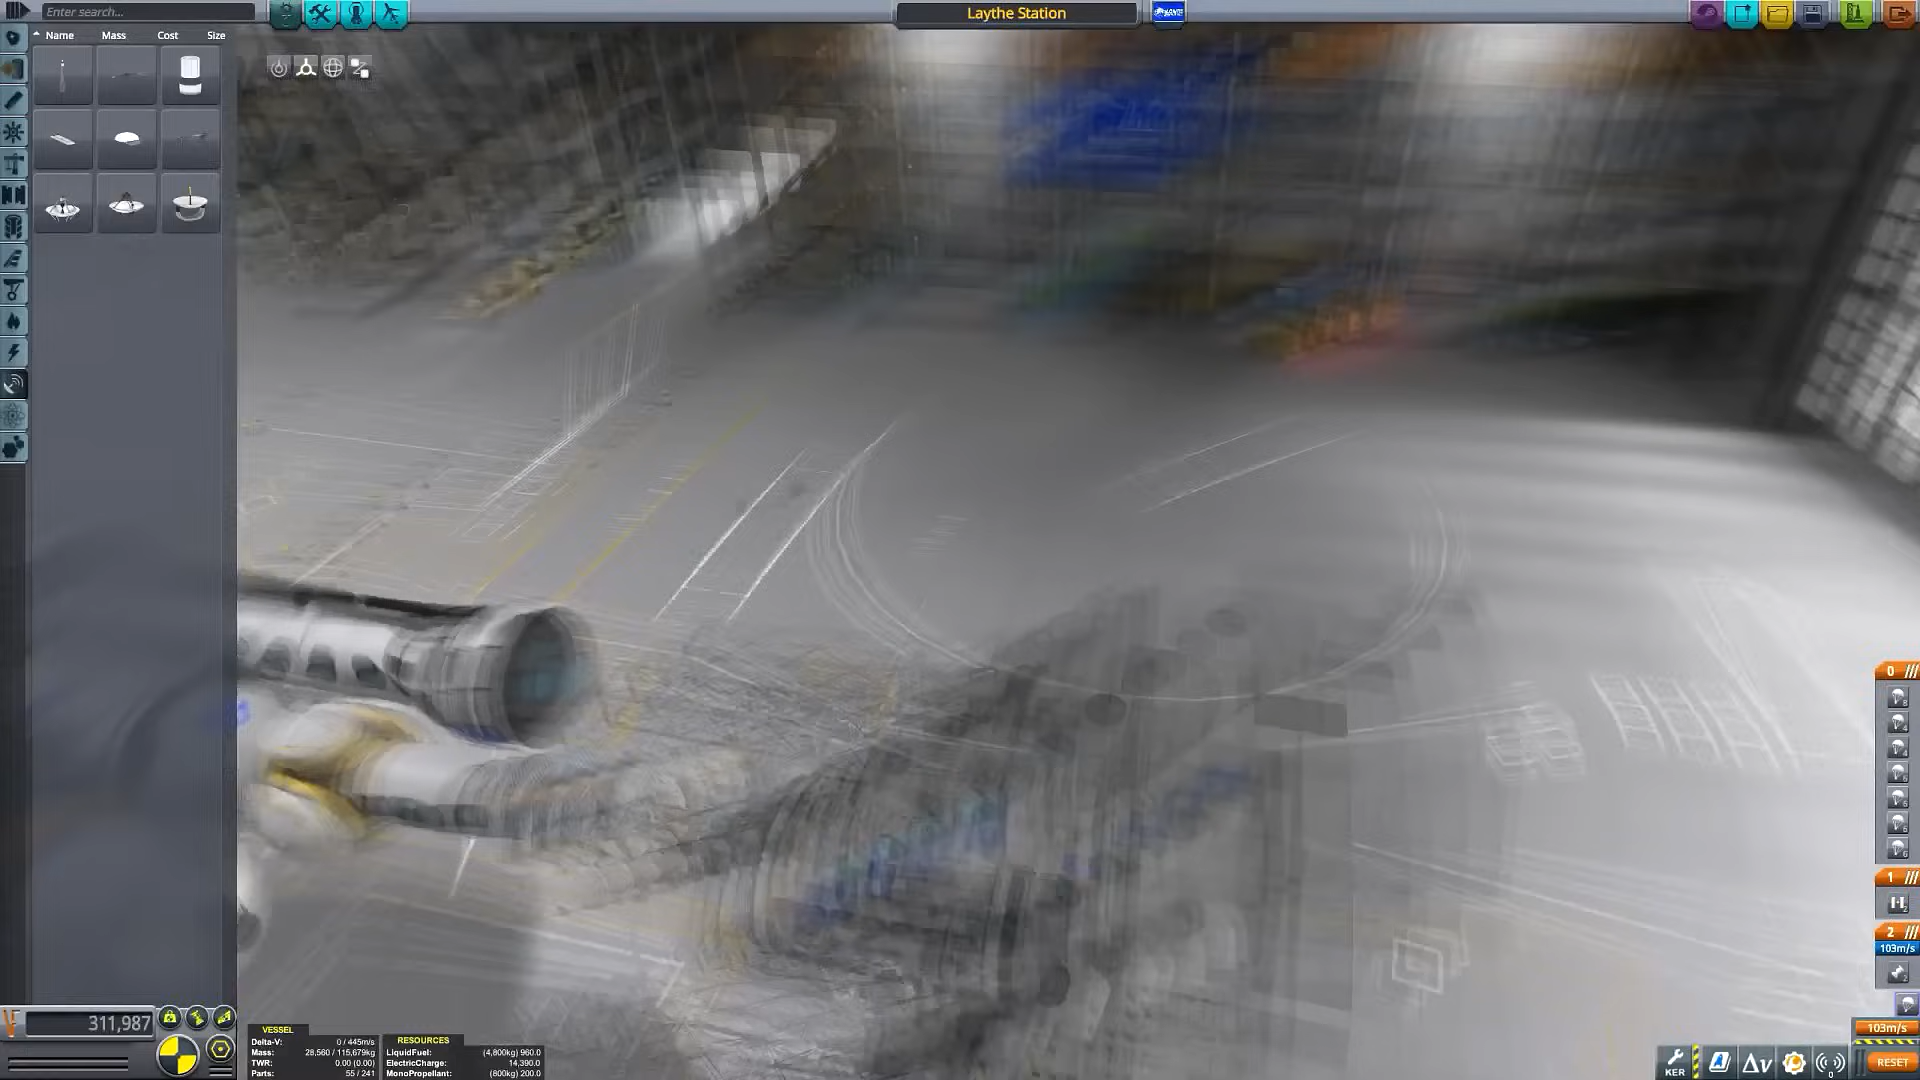 Enter search...
Laythe Station
Name Mass Cost Size
0
1
2
103m/s
311,987
VESSEL
Delta-V: 0 / 445m/s
Mass: 28,560 / 115,679kg
TWR: 0.00 (0.00)
Parts: 55 / 241
RESOURCES
LiquidFuel: (4,800kg) 960.0
ElectricCharge: 14,390.0
MonoPropellant: (800kg) 200.0
103m/s
KER
Δv
0
RESET